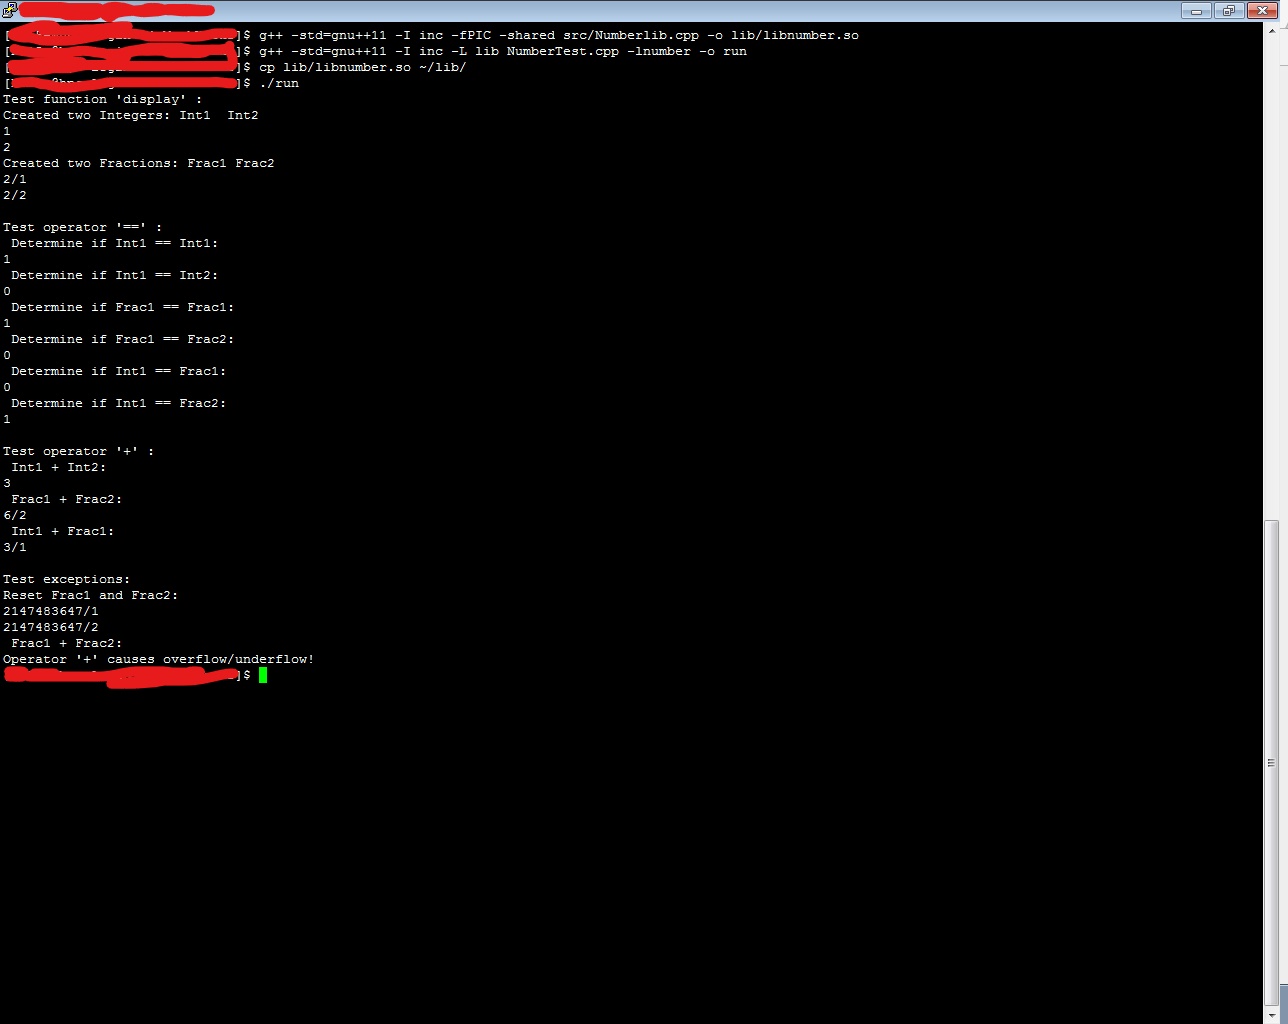 ]$ g++ -std=gnu++11 -I inc -fPIC -shared src/Numberlib.cpp -o lib/libnumber.so
]$ g++ -std=gnu++11 -I inc -L lib NumberTest.cpp -lnumber -o run
]$ cp lib/libnumber.so ~/lib/
]$ ./run
Test function 'display' :
Created two Integers: Int1  Int2
1
2
Created two Fractions: Frac1 Frac2
2/1
2/2
Test operator '==' :
Determine if Int1 == Int1:
1
Determine if Int1 == Int2:
0
Determine if Frac1 == Frac1:
1
Determine if Frac1 == Frac2:
0
Determine if Int1 == Frac1:
0
Determine if Int1 == Frac2:
1
Test operator '+' :
Int1 + Int2:
3
Frac1 + Frac2:
6/2
Int1 + Frac1:
3/1
Test exceptions:
Reset Frac1 and Frac2:
2147483647/1
2147483647/2
Frac1 + Frac2:
Operator '+' causes overflow/underflow!
]$